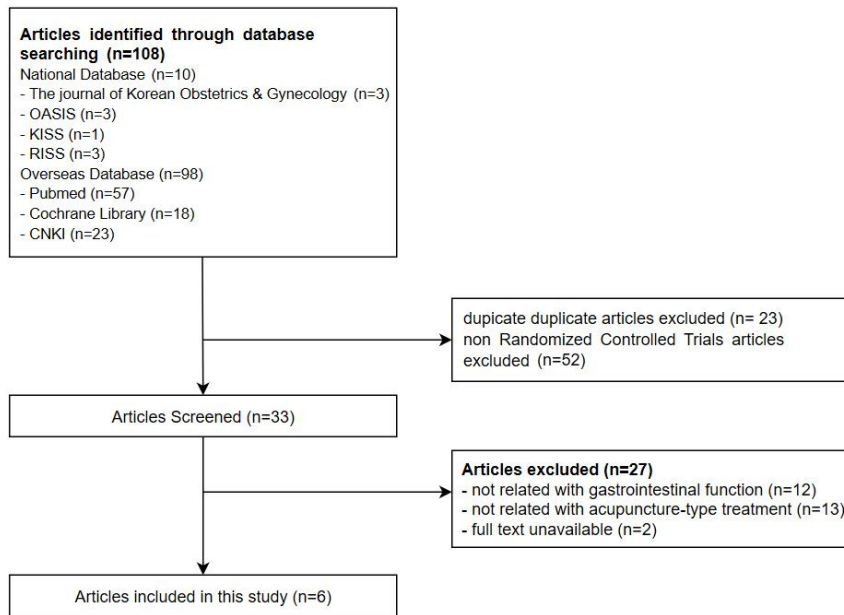 Articles identified through database
searching (n=108)
National Database (n=10)
- The journal of Korean Obstetrics & Gynecology (n=3)
- OASIS (n=3)
- KISS (n=1)
- RISS (n=3)
Overseas Database (n=98)
- Pubmed (n=57)
- Cochrane Library (n=18)
- CNKI (n=23)
dupicate duplicate articles excluded (n= 23)
non Randomized Controlled Trials articles
excluded (n=52)
Articles Screened (n=33)
Articles excluded (n=27)
- not related with gastrointestinal function (n=12)
- not related with acupuncture-type treatment (n=13)
- full text unavailable (n=2)
Articles included in this study (n=6)